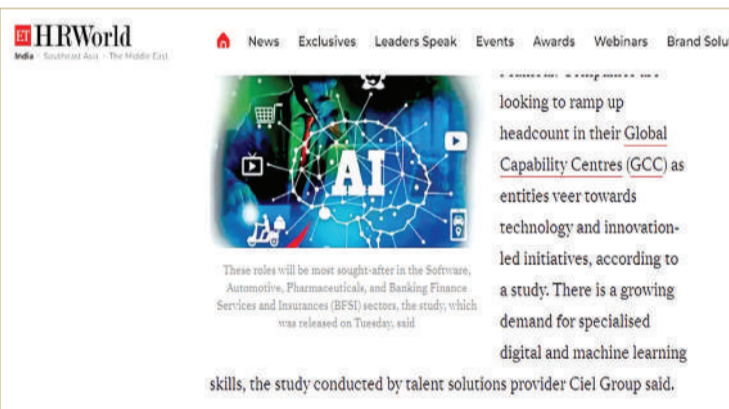 ET HRWorld
India · Southeast Asia · The Middle East
News Exclusives Leaders Speak Events Awards Webinars Brand Solu
looking to ramp up
headcount in their Global
Capability Centres (GCC) as
entities veer towards
technology and innovation-
led initiatives, according to
a study. There is a growing
demand for specialised
digital and machine learning
skills, the study conducted by talent solutions provider Ciel Group said.
AI
These roles will be most sought-after in the Software,
Automotive, Pharmaceuticals, and Banking Finance
Services and Insurances (BFSI) sectors, the study, which
was released on Tuesday, said